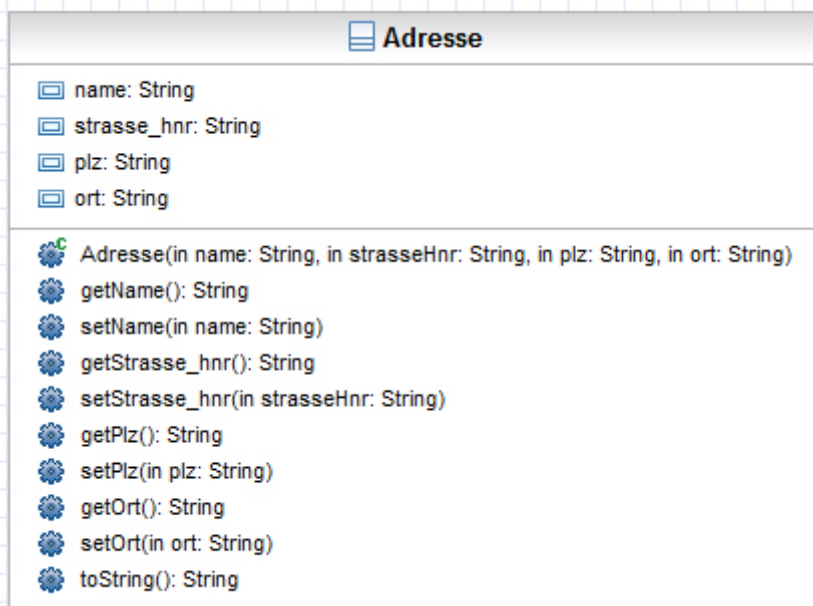 Adresse
name: String
strasse_hnr: String
plz: String
ort: String
C
Adresse(in name: String, in strasseHnr: String, in plz: String, in ort: String)
getName(): String
setName(in name: String)
getStrasse_hnr(): String
setStrasse_hnr(in strasseHnr: String)
getPlz(): String
setPlz(in plz: String)
getOrt(): String
setOrt(in ort: String)
toString(): String